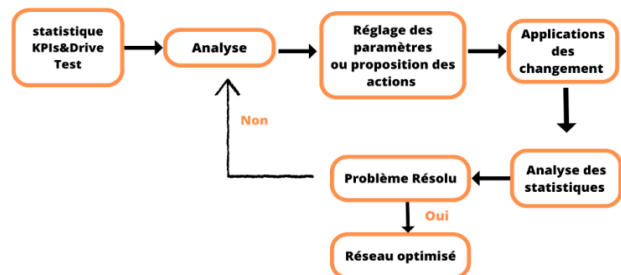 statistique
KPIs&Drive
Test
Analyse
Réglage des
paramètres
ou proposition des
actions
Applications
des
changement
Non
Problème Résolu
Analyse des
statistiques
Oui
Réseau optimisé